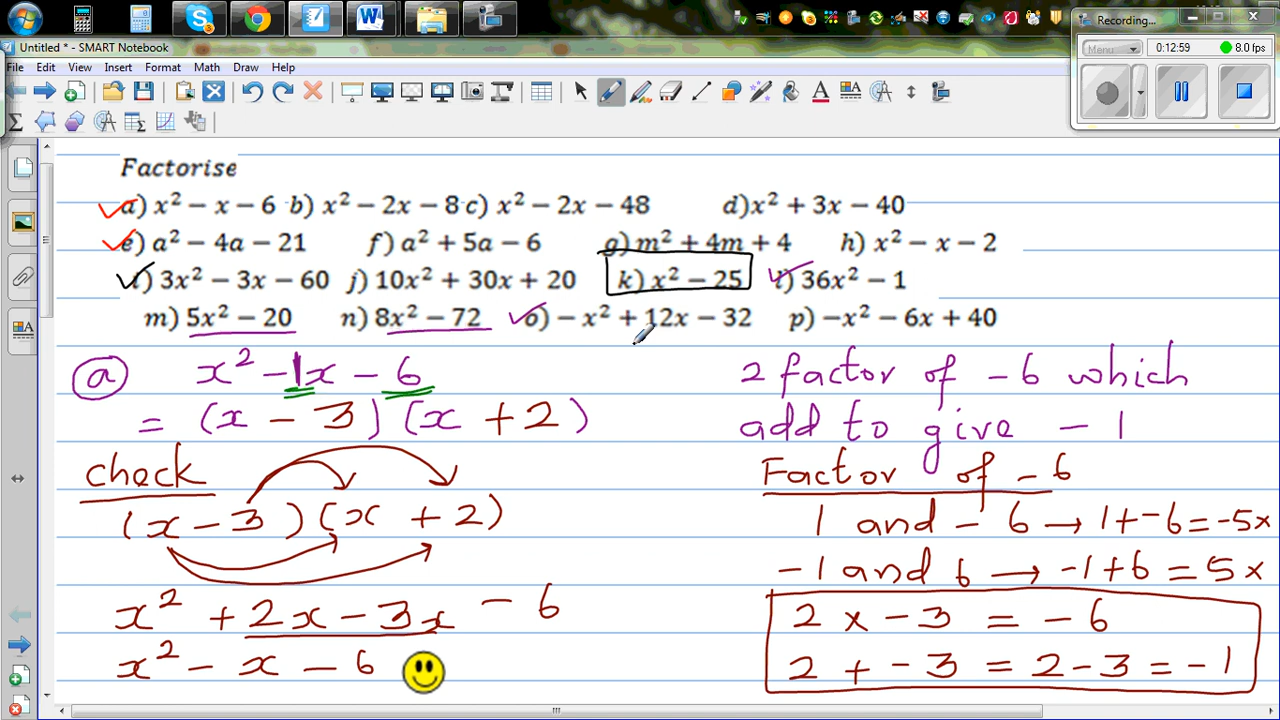 Recording...
Untitled * - SMART Notebook
Menu
0:12:59
8.0 fps
File Edit View Insert Format Math Draw Help
Factorise
a) x² − x − 6 b) x² − 2x − 8 c) x² − 2x − 48 d)x² + 3x − 40
e) a² − 4a − 21 f) a² + 5a − 6 g) m² + 4m + 4 h) x² − x − 2
i) 3x² − 3x − 60 j) 10x² + 30x + 20 k) x² − 25 l) 36x² − 1
m) 5x² − 20 n) 8x² − 72 o) − x² + 12x − 32 p) −x² − 6x + 40
a x² − 1x − 6
= (x − 3) (x + 2)
check
(x − 3)(x + 2)
x² + 2x − 3x − 6
x² − x − 6
2 factor of -6 which
add to give -1
Factor of -6
1 and -6 → 1+-6=-5x
-1 and 6 → -1+6=5x
2 x -3 = -6
2 + -3 = 2-3 = -1